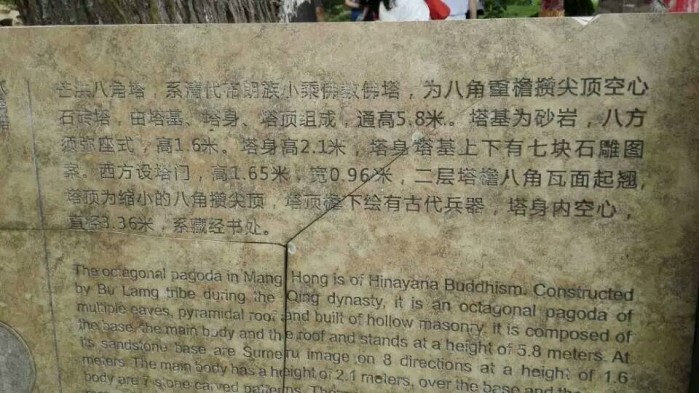 芒洪八角塔，系清代布朗族小乘佛教佛塔，为八角重檐攒尖顶空心
石砖塔，由塔基、塔身、塔顶组成，通高5.8米。塔基为砂岩，八方
须弥座式，高1.6米。塔身高2.1米，塔身塔基上下有七块石雕图
案。西方设塔门，高1.65米，宽0.96米，二层塔檐八角瓦面起翘，
塔顶为缩小的八角攒尖顶，塔顶檐下绘有古代兵器，塔身内空心，
直径3.36米，系藏经书处。
The octagonal pagoda in Mang Hong is of Hinayana Buddhism. Constructed
by Bu Lang tribe during the Qing dynasty, it is an octagonal pagoda of
multiple eaves, pyramidal roof and built of hollow masonry. It is composed of
the base, the main body and the roof and stands at a height of 5.8 meters. At
its sandstone base are Sumeru image on 8 directions at a height of 1.6
meters. The main body has a height of 2.1 meters, over the base and the
body are 7 stone carved patterns. The